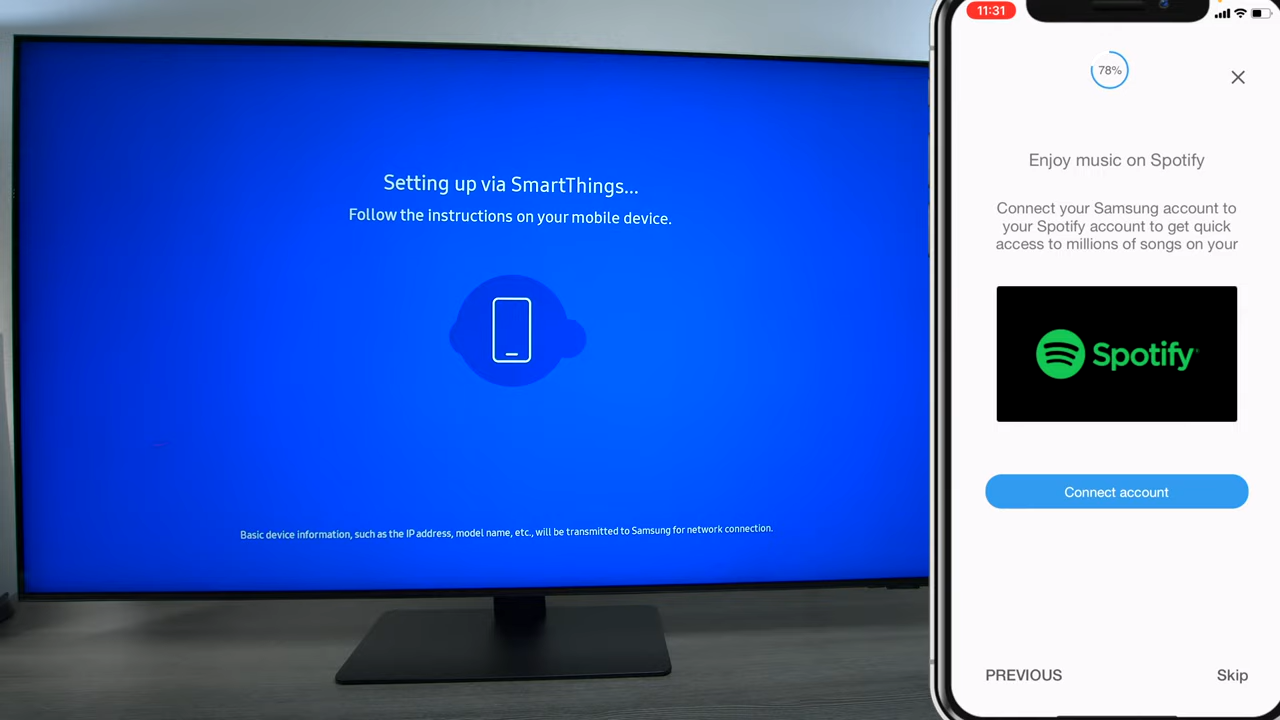 Setting up via SmartThings...
Follow the instructions on your mobile device.
Basic device information, such as the IP address, model name, etc., will be transmitted to Samsung for network connection.
11:31
78%
Enjoy music on Spotify
Connect your Samsung account to
your Spotify account to get quick
access to millions of songs on your
Spotify
Connect account
PREVIOUS
Skip